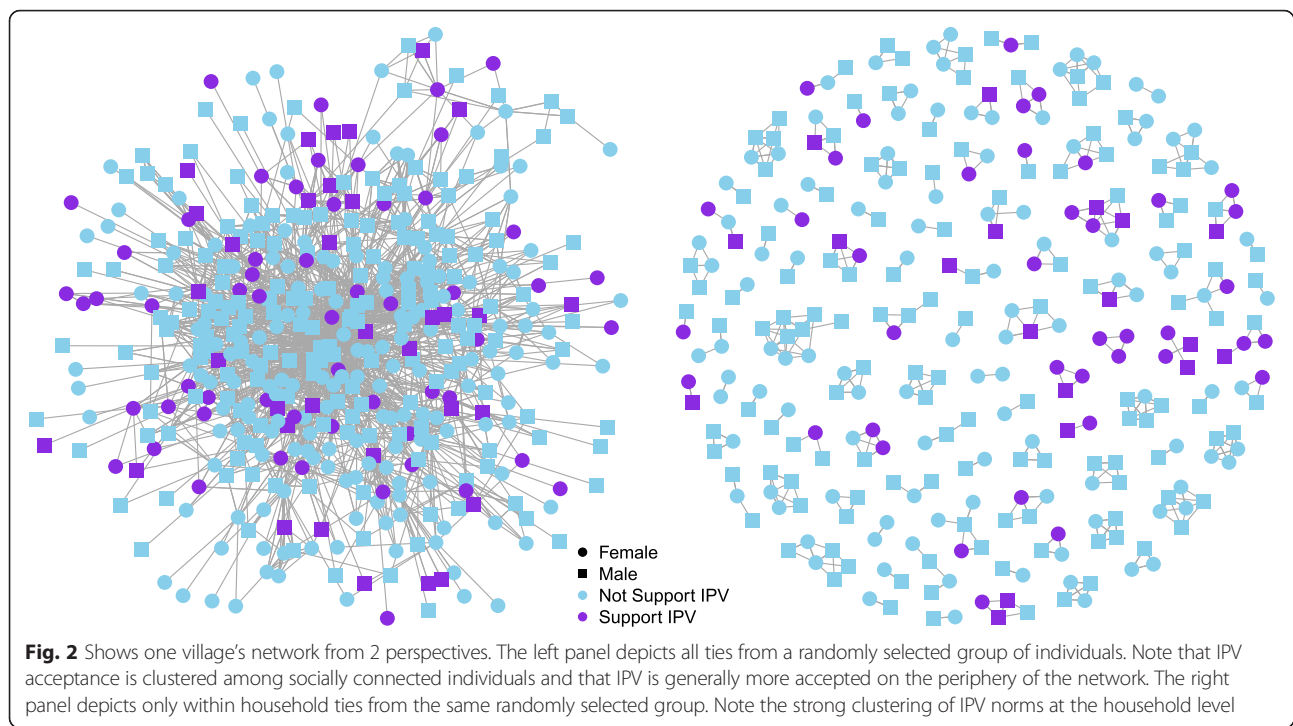 Female
Male
Not Support IPV
Support IPV
Fig. 2 Shows one village's network from 2 perspectives. The left panel depicts all ties from a randomly selected group of individuals. Note that IPV
acceptance is clustered among socially connected individuals and that IPV is generally more accepted on the periphery of the network. The right
panel depicts only within household ties from the same randomly selected group. Note the strong clustering of IPV norms at the household level